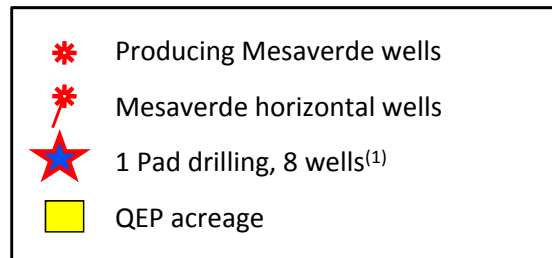 Producing Mesaverde wells
Mesaverde horizontal wells
1 Pad drilling, 8 wells(1)
QEP acreage